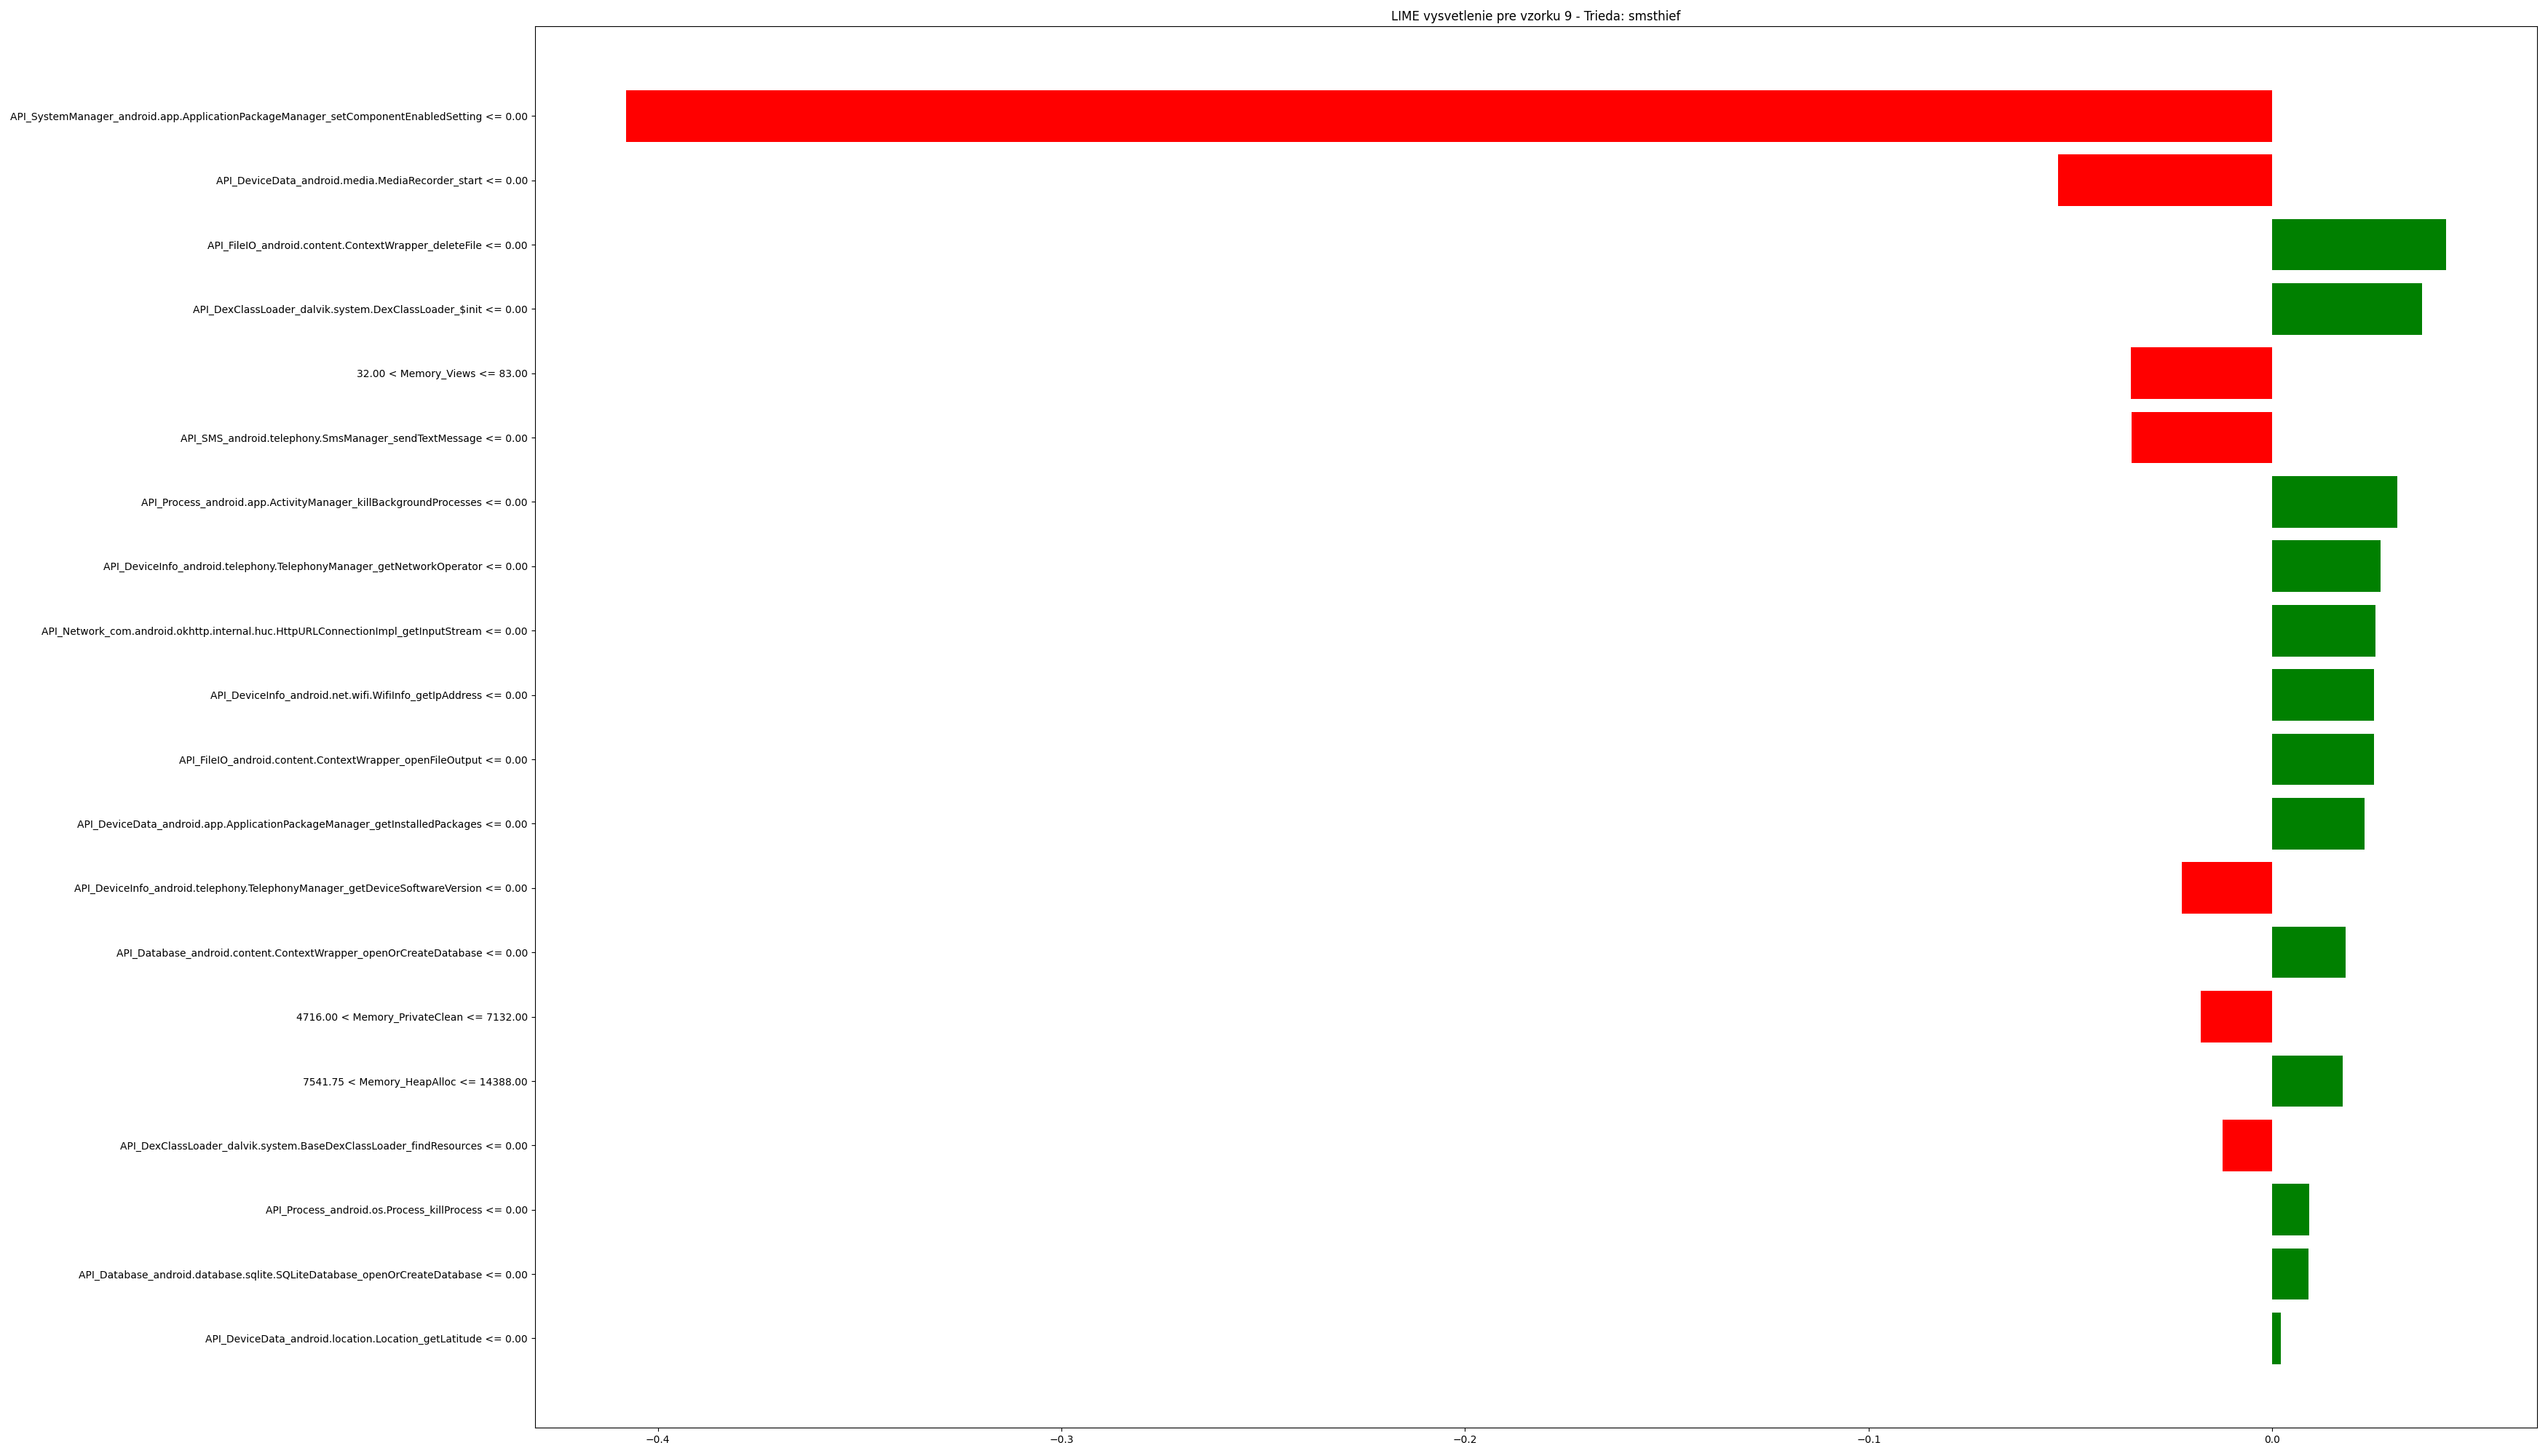 LIME vysvetlenie pre vzorku 9 - Trieda: smsthief
API_SystemManager_android.app.ApplicationPackageManager_setComponentEnabledSetting <= 0.00
API_DeviceData_android.media.MediaRecorder_start <= 0.00
API_FileIO_android.content.ContextWrapper_deleteFile <= 0.00
API_DexClassLoader_dalvik.system.DexClassLoader_$init <= 0.00
32.00 < Memory_Views <= 83.00
API_SMS_android.telephony.SmsManager_sendTextMessage <= 0.00
API_Process_android.app.ActivityManager_killBackgroundProcesses <= 0.00
API_DeviceInfo_android.telephony.TelephonyManager_getNetworkOperator <= 0.00
API_Network_com.android.okhttp.internal.huc.HttpURLConnectionImpl_getInputStream <= 0.00
API_DeviceInfo_android.net.wifi.WifiInfo_getIpAddress <= 0.00
API_FileIO_android.content.ContextWrapper_openFileOutput <= 0.00
API_DeviceData_android.app.ApplicationPackageManager_getInstalledPackages <= 0.00
API_DeviceInfo_android.telephony.TelephonyManager_getDeviceSoftwareVersion <= 0.00
API_Database_android.content.ContextWrapper_openOrCreateDatabase <= 0.00
4716.00 < Memory_PrivateClean <= 7132.00
7541.75 < Memory_HeapAlloc <= 14388.00
API_DexClassLoader_dalvik.system.BaseDexClassLoader_findResources <= 0.00
API_Process_android.os.Process_killProcess <= 0.00
API_Database_android.database.sqlite.SQLiteDatabase_openOrCreateDatabase <= 0.00
API_DeviceData_android.location.Location_getLatitude <= 0.00
−0.4 −0.3 −0.2 −0.1 0.0